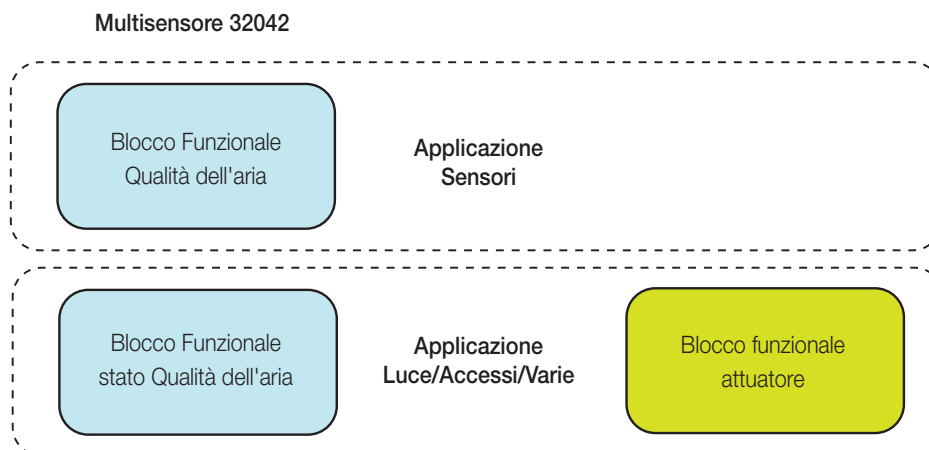 Multisensore 32042
Blocco Funzionale
Qualità dell'aria
Applicazione
Sensori
Blocco Funzionale
stato Qualità dell'aria
Applicazione
Luce/Accessi/Varie
Blocco funzionale
attuatore